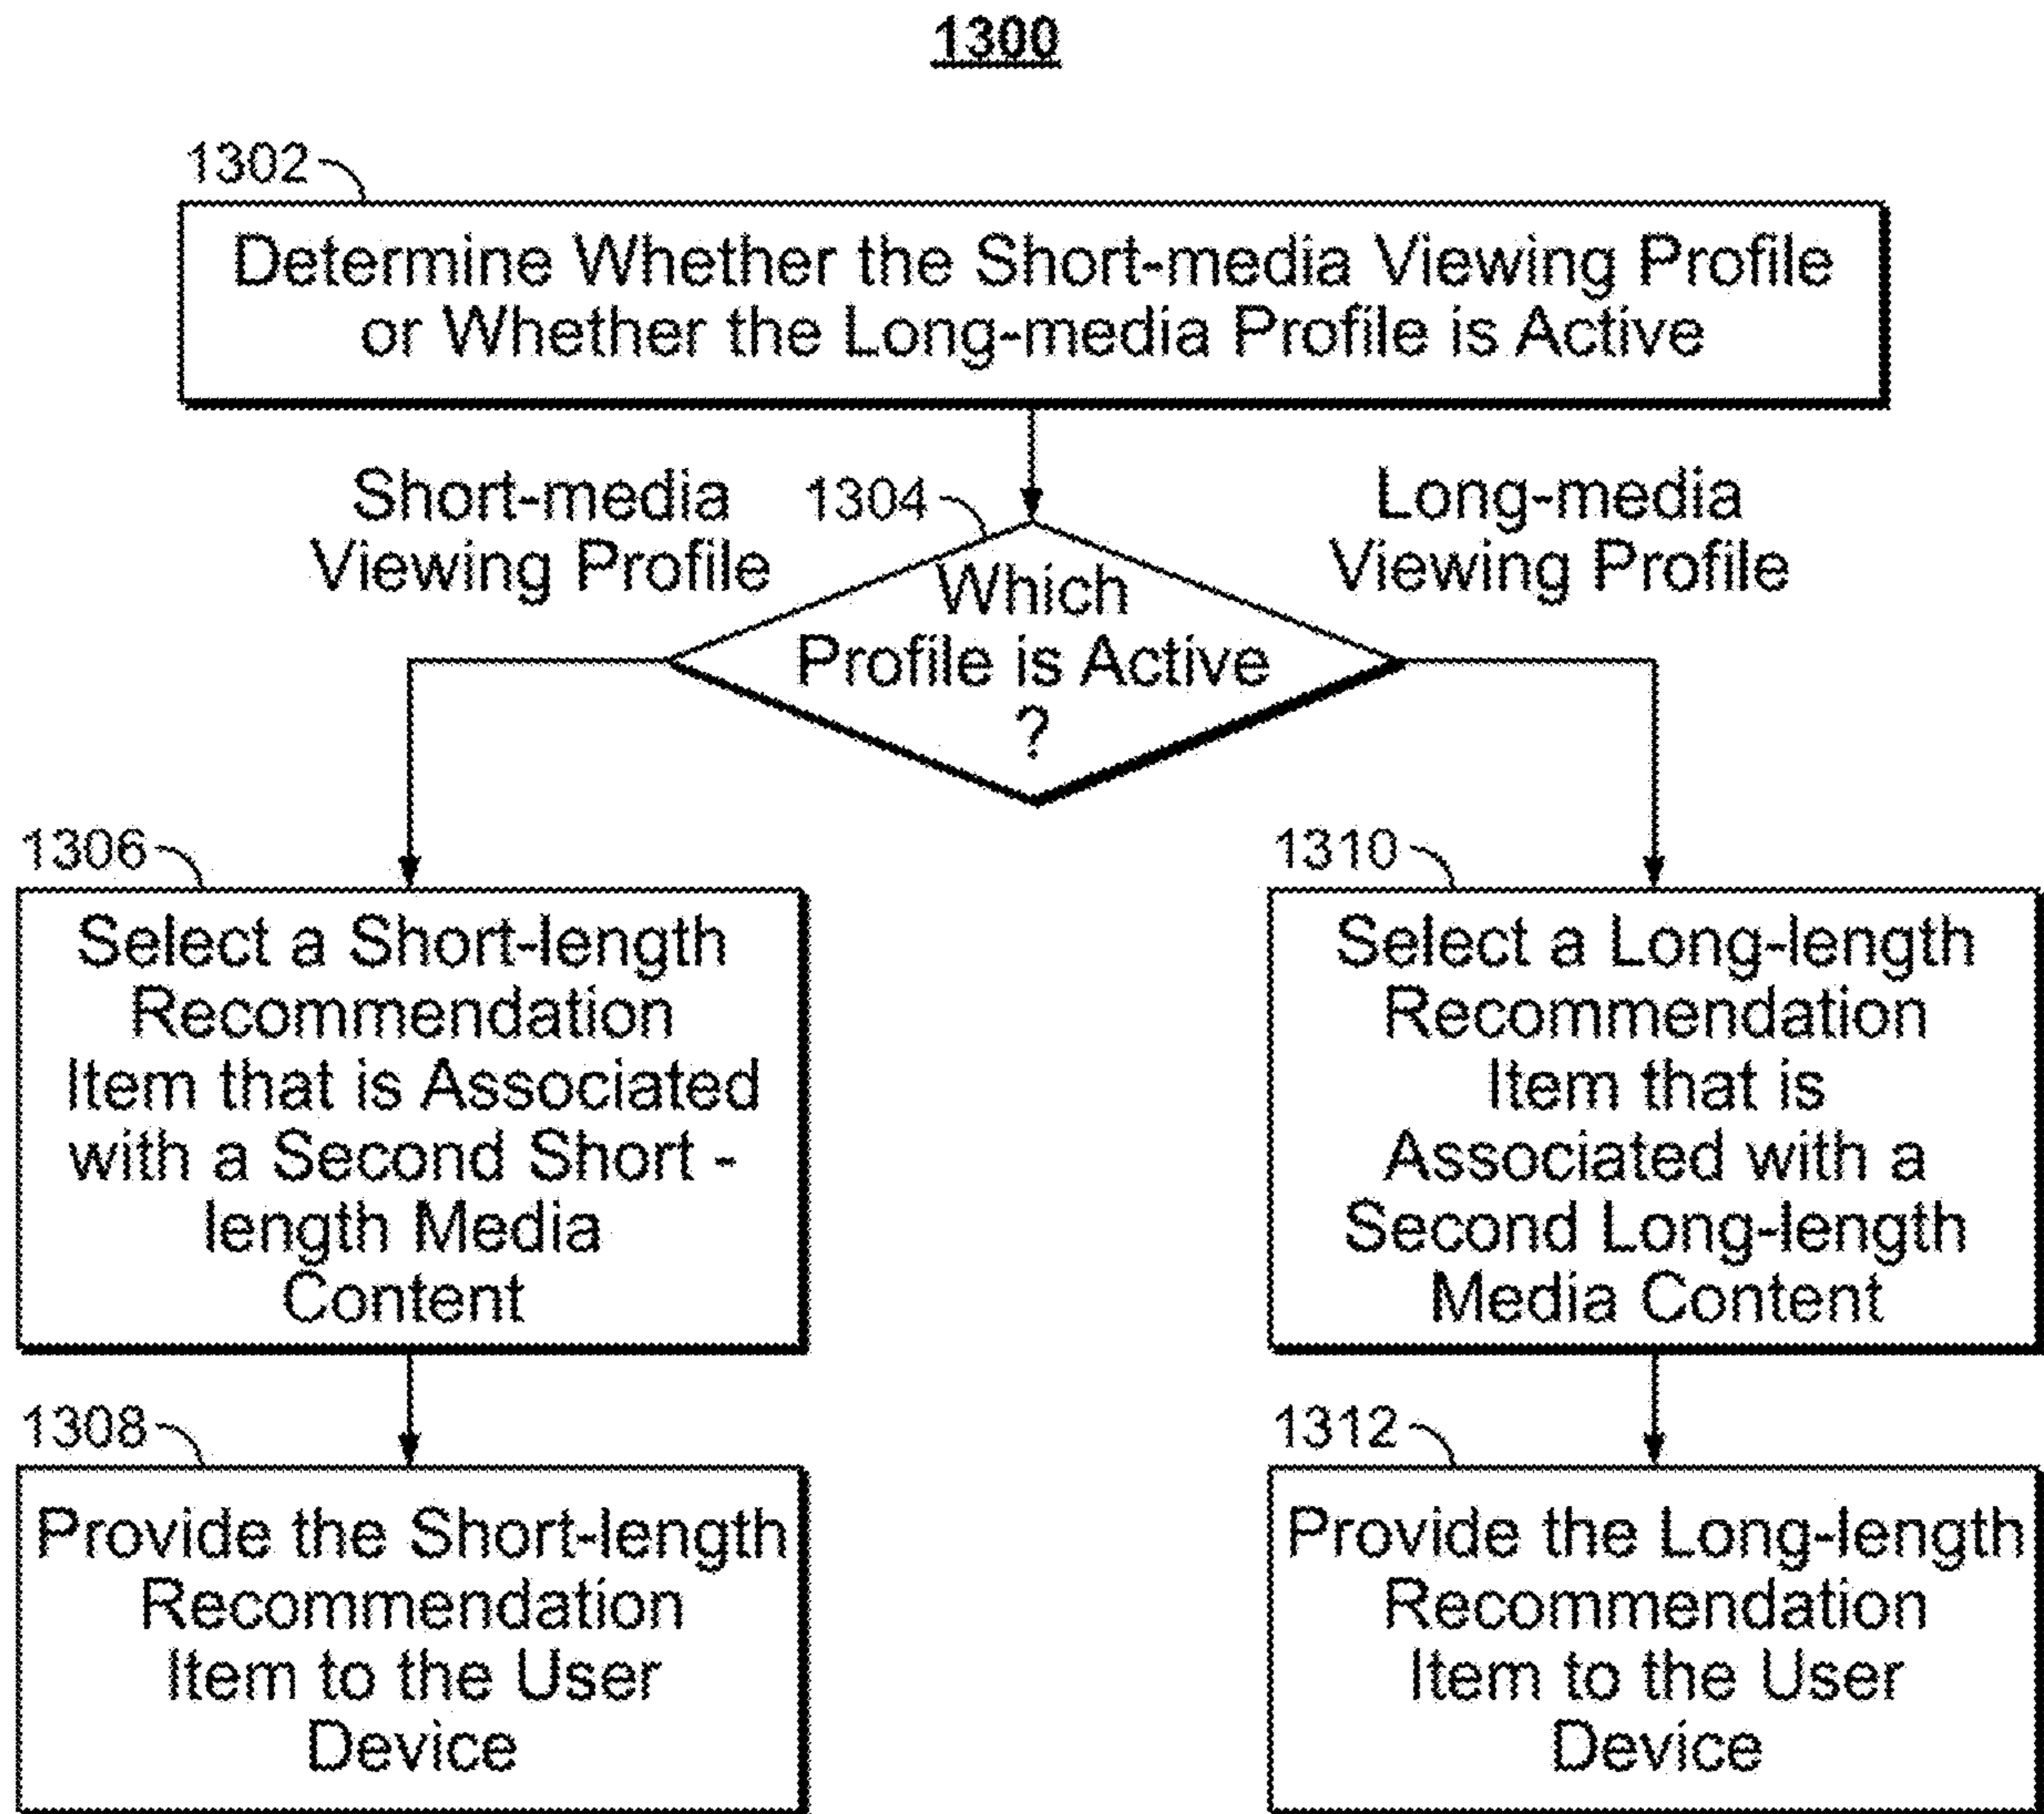 1300
1302
Determine Whether the Short-media Viewing Profile
or Whether the Long-media Profile is Active
Short-media
Viewing Profile
1304
Long-media
Viewing Profile
Which
Profile is Active
?
1306
Select a Short-length
Recommendation
Item that is Associated
with a Second Short -
length Media
Content
1310
Select a Long-length
Recommendation
Item that is
Associated with a
Second Long-length
Media Content
1308
Provide the Short-length
Recommendation
Item to the User
Device
1312
Provide the Long-length
Recommendation
Item to the User
Device